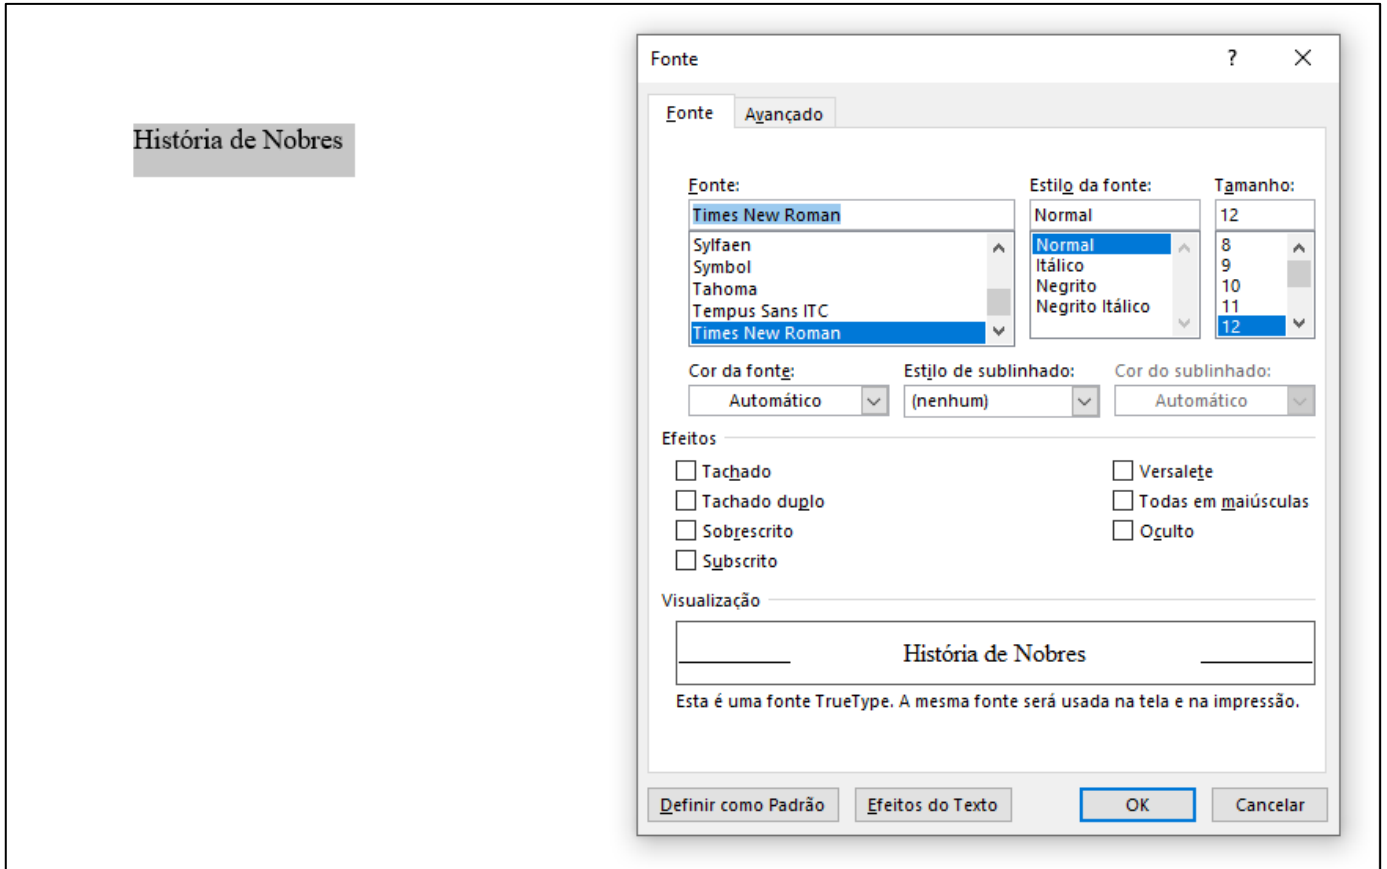 História de Nobres
Fonte ?
Fonte Avançado
Fonte: Estilo da fonte: Tamanho:
Times New Roman Normal 12
Sylfaen Normal 8
Symbol Itálico 9
Tahoma Negrito 10
Tempus Sans ITC Negrito Itálico 11
Times New Roman 12
Cor da fonte: Estilo de sublinhado: Cor do sublinhado:
Automático (nenhum) Automático
Efeitos
Tachado Versalete
Tachado duplo Todas em maiúsculas
Sobrescrito Oculto
Subscrito
Visualização
História de Nobres
Esta é uma fonte TrueType. A mesma fonte será usada na tela e na impressão.
Definir como Padrão Efeitos do Texto OK Cancelar